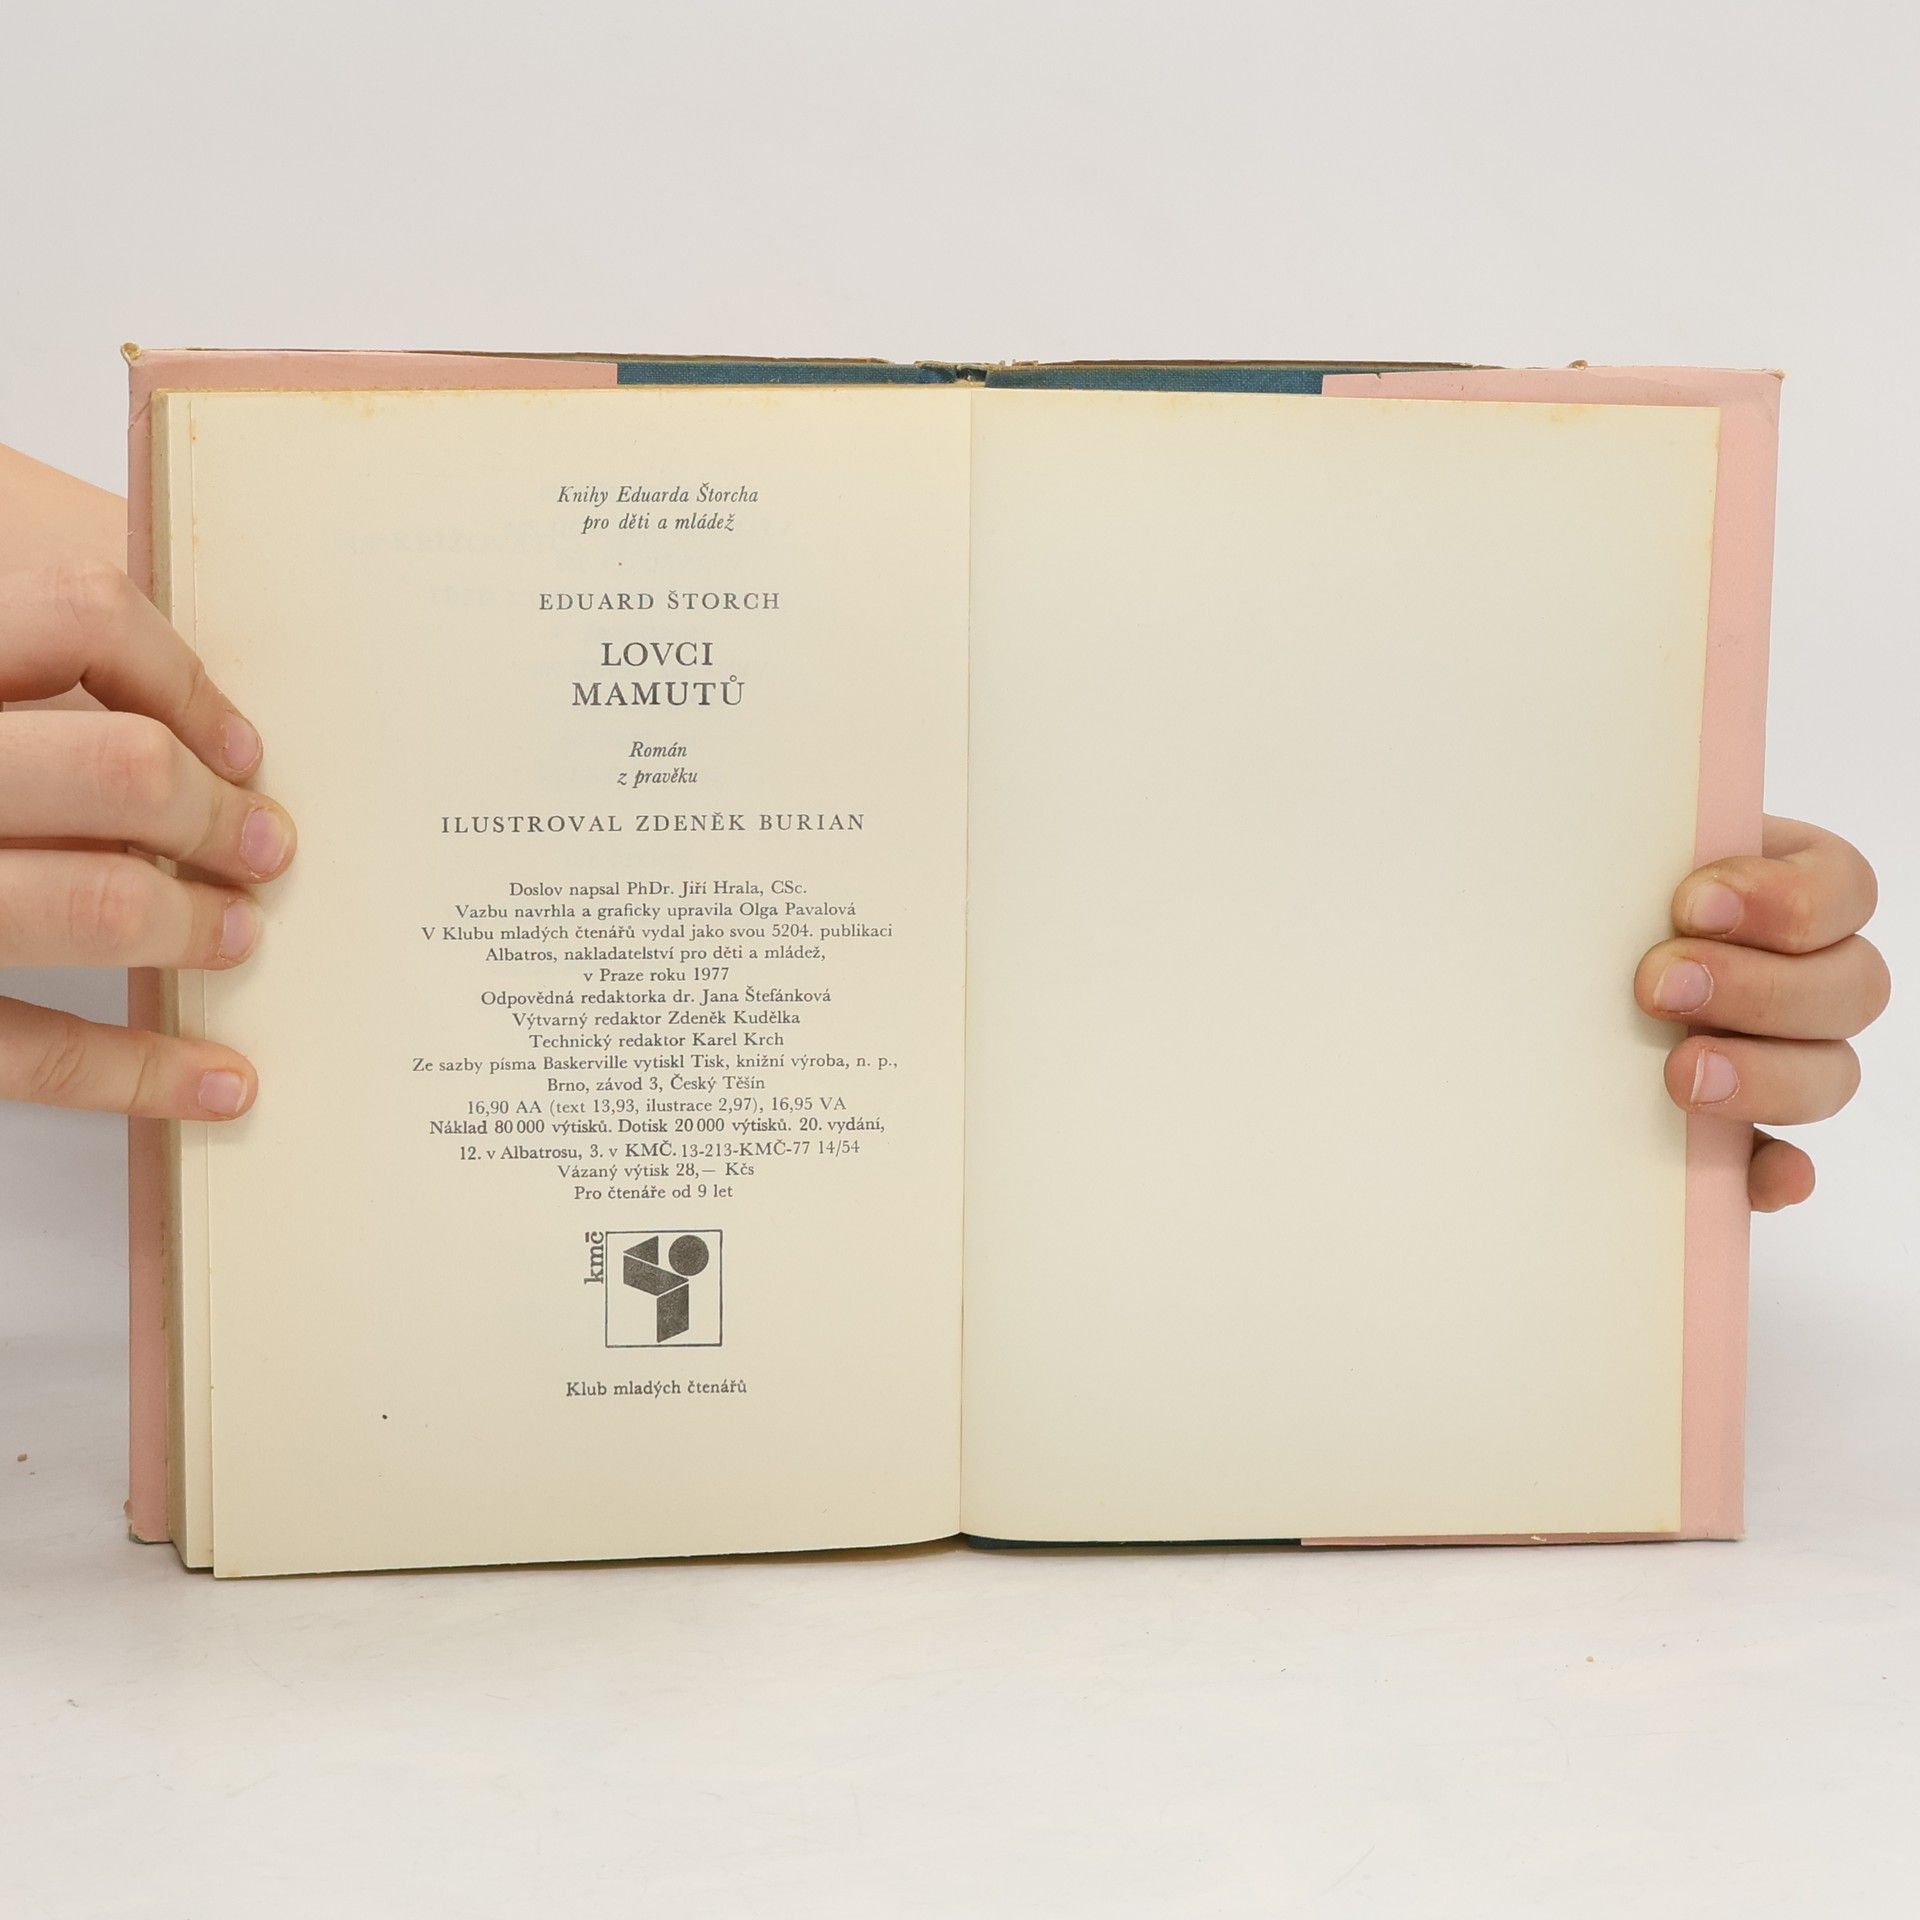 Knihy Eduarda Štorcha
pro děti a mládež
EDUARD ŠTORCH
LOVCI
MAMUTŮ
Román
z pravěku
ILUSTROVAL ZDENĚK BURIAN
Doslov napsal PhDr. Jiří Hrala, CSc.
Vazbu navrhla a graficky upravila Olga Pavalová
V Klubu mladých čtenářů vydal jako svou 5204. publikaci
Albatros, nakladatelství pro děti a mládež,
v Praze roku 1977
Odpovědná redaktorka dr. Jana Štefánková
Výtvarný redaktor Zdeněk Kudělka
Technický redaktor Karel Krch
Ze sazby písma Baskerville vytiskl Tisk, knižní výroba, n. p.,
Brno, závod 3, Český Těšín
16,90 AA (text 13,93, ilustrace 2,97), 16,95 VA
Náklad 80 000 výtisků. Dotisk 20 000 výtisků. 20. vydání,
12. v Albatrosu, 3. v KMČ. 13-213-KMČ-77 14/54
Vázaný výtisk 28,— Kčs
Pro čtenáře od 9 let
kmč
Klub mladých čtenářů